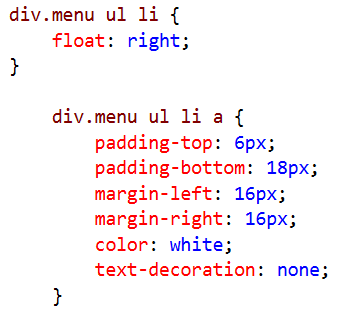 div.menu ul li {
    float: right;
}
    div.menu ul li a {
        padding-top: 6px;
        padding-bottom: 18px;
        margin-left: 16px;
        margin-right: 16px;
        color: white;
        text-decoration: none;
    }